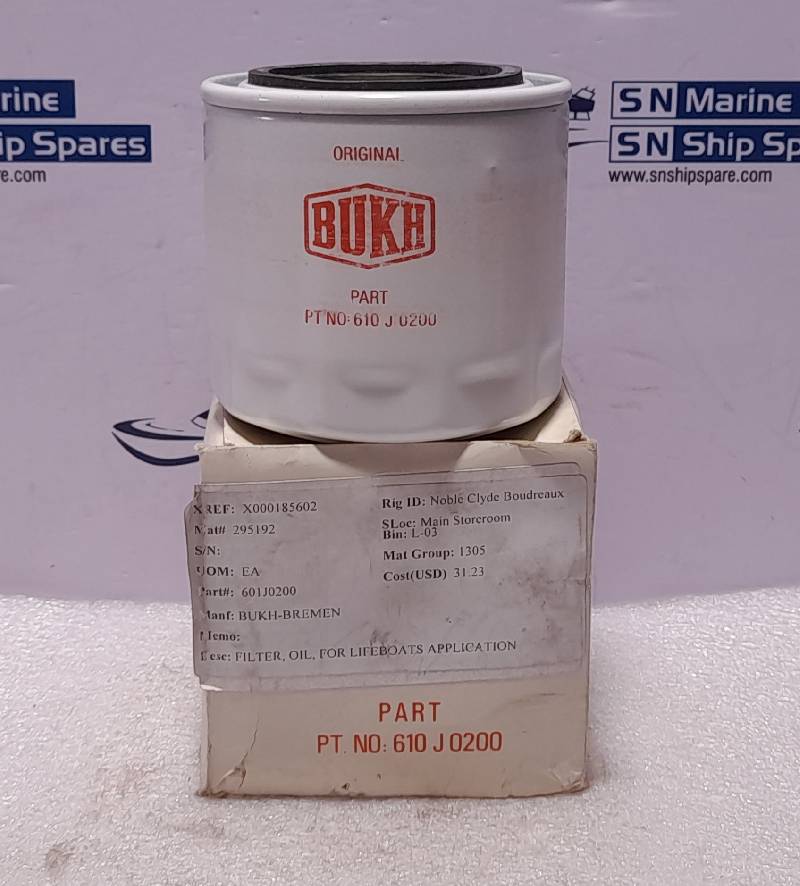 rine
ip Spares
e.com
SN Marine
SN Ship Sp
www.snshipspare.com
ORIGINAL
BUKH
PART
PT NO: 610 J 0200
XREF: X000185602
Mat# 295192
S/N:
UOM: EA
Part#: 601J0200
Manf: BUKH-BREMEN
Memo:
Desc: FILTER, OIL, FOR LIFEBOATS APPLICATION
Rig ID: Noble Clyde Boudreaux
SLoc: Main Storeroom
Bin: L-03
Mat Group: 1305
Cost(USD) 31.23
PART
PT. NO: 610 J 0200